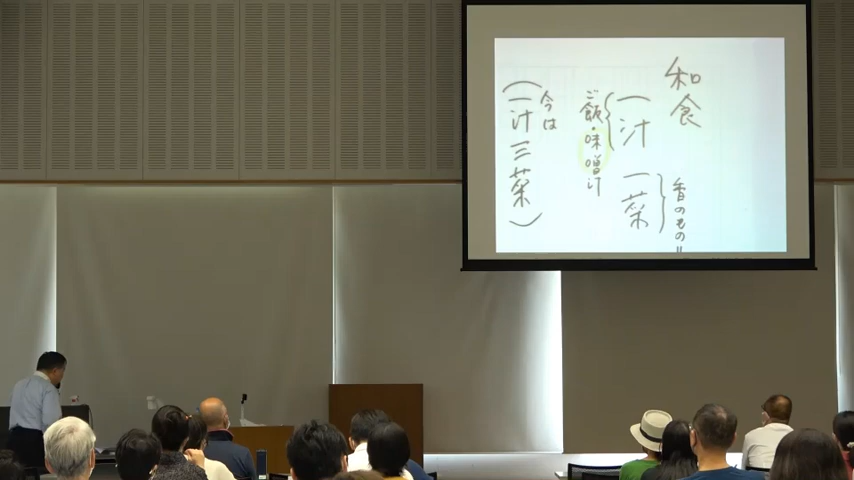 和食
香のもの=
一汁一菜
ご飯・味噌汁
今は
(一汁三菜)